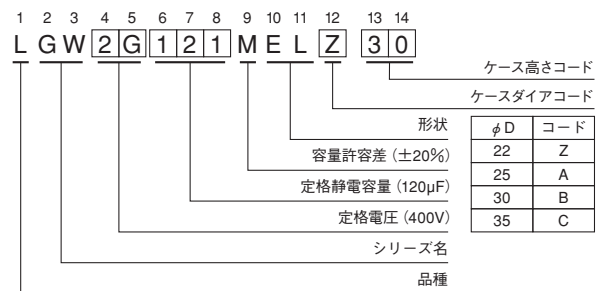 1 2 3 4 5 6 7 8 9 10 11 12 13 14
L G W 2 G 1 2 1 M E L Z 3 0
ケース高さコード
ケースダイアコード
形状
容量許容差 (±20%)
定格静電容量 (120µF)
定格電圧 (400V)
シリーズ名
品種
φD コード
22 Z
25 A
30 B
35 C